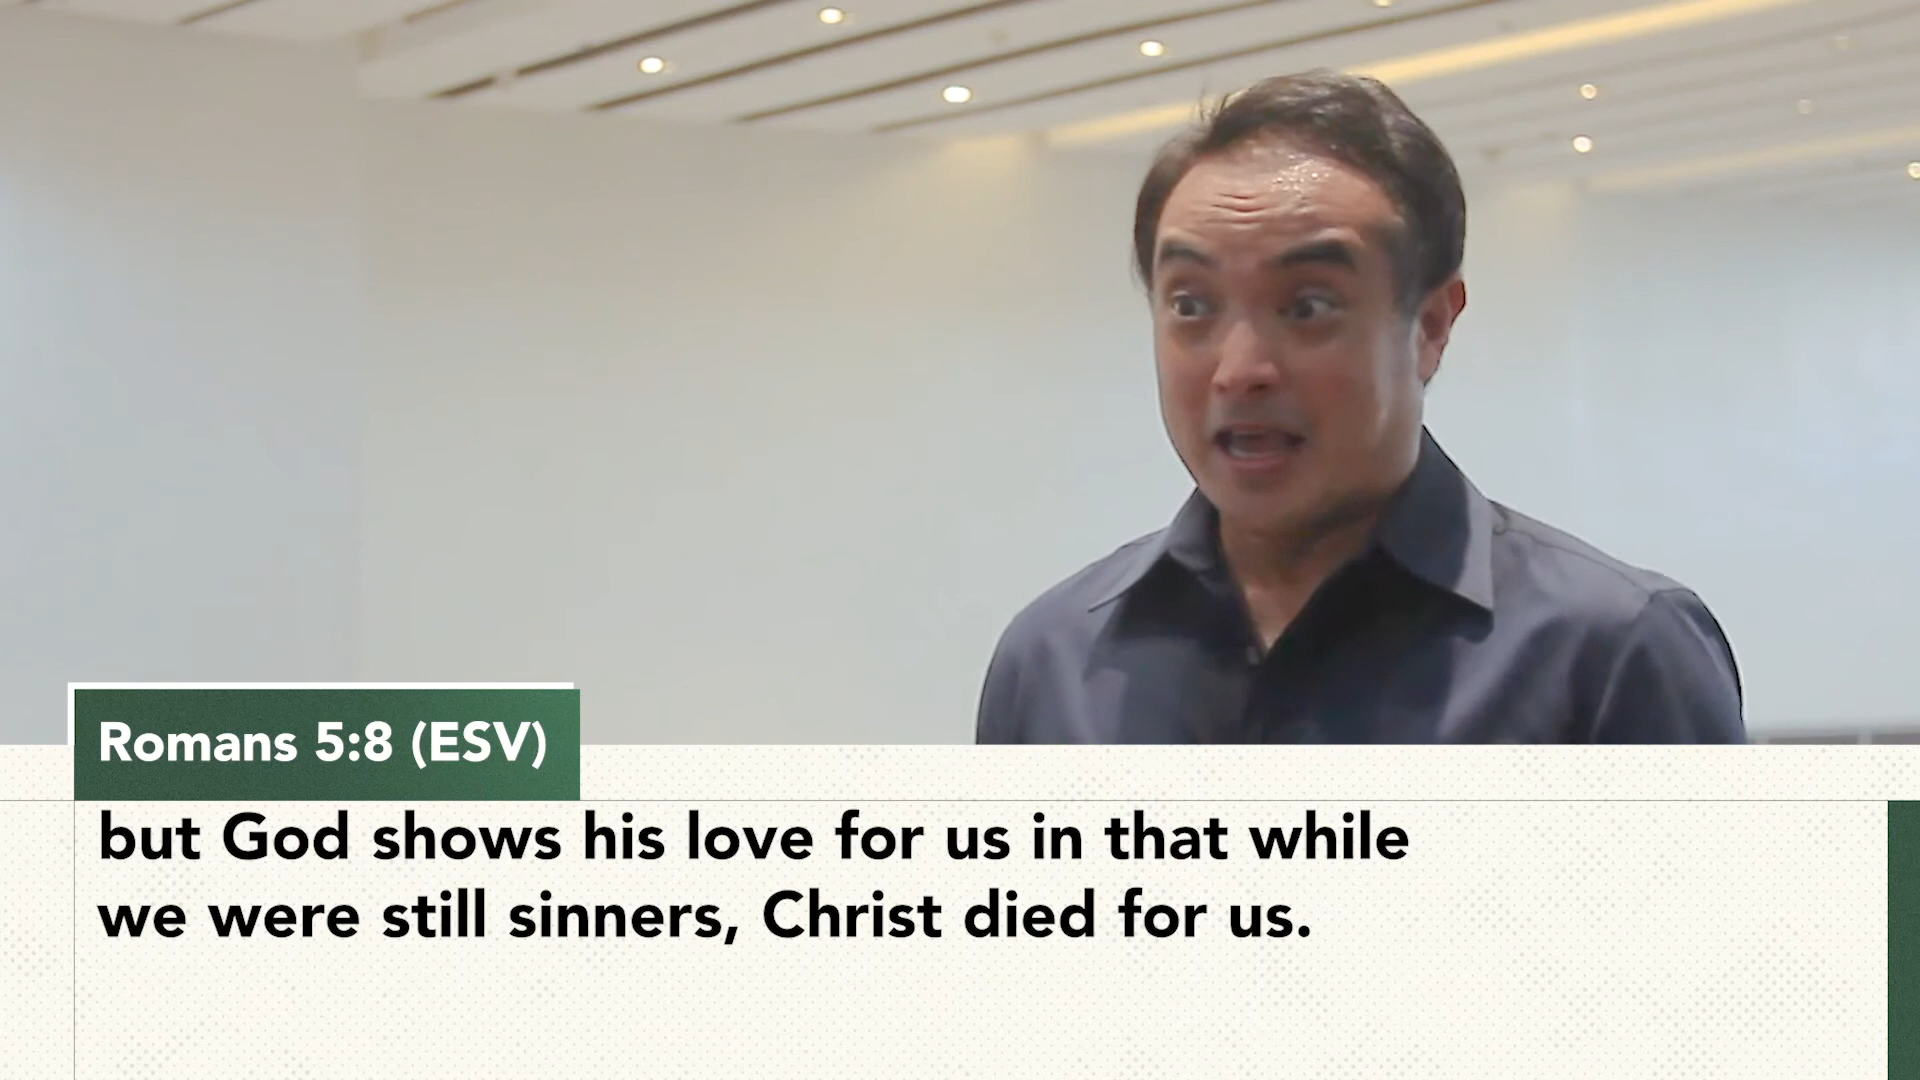 Romans 5:8 (ESV)
but God shows his love for us in that while
we were still sinners, Christ died for us.